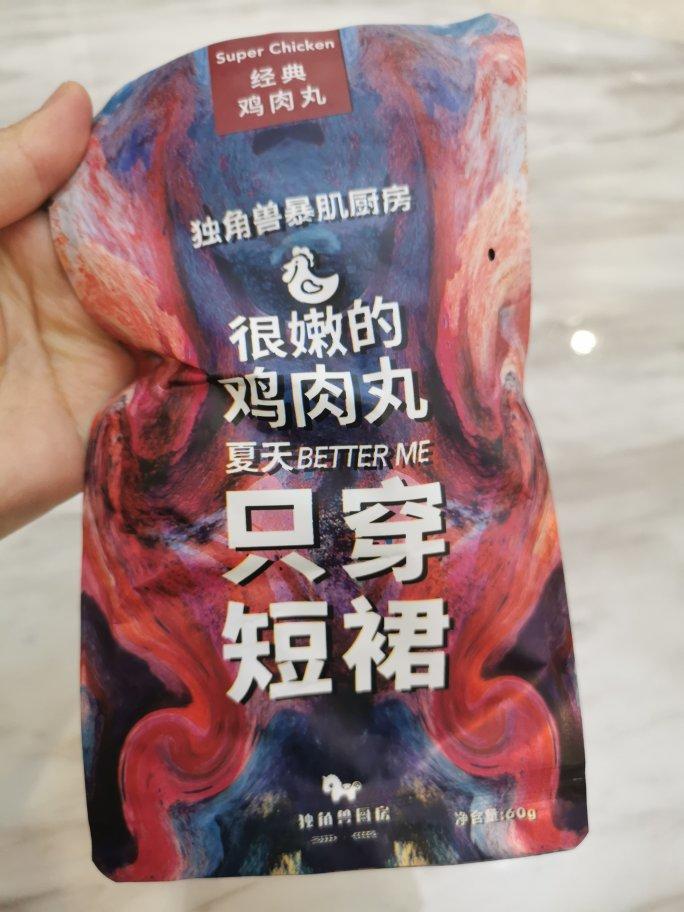 Super Chicken
经典
鸡肉丸
独角兽暴肌厨房
很嫩的
鸡肉丸
夏天BETTER ME
只穿
短裙
独角兽厨房
净含量:60g